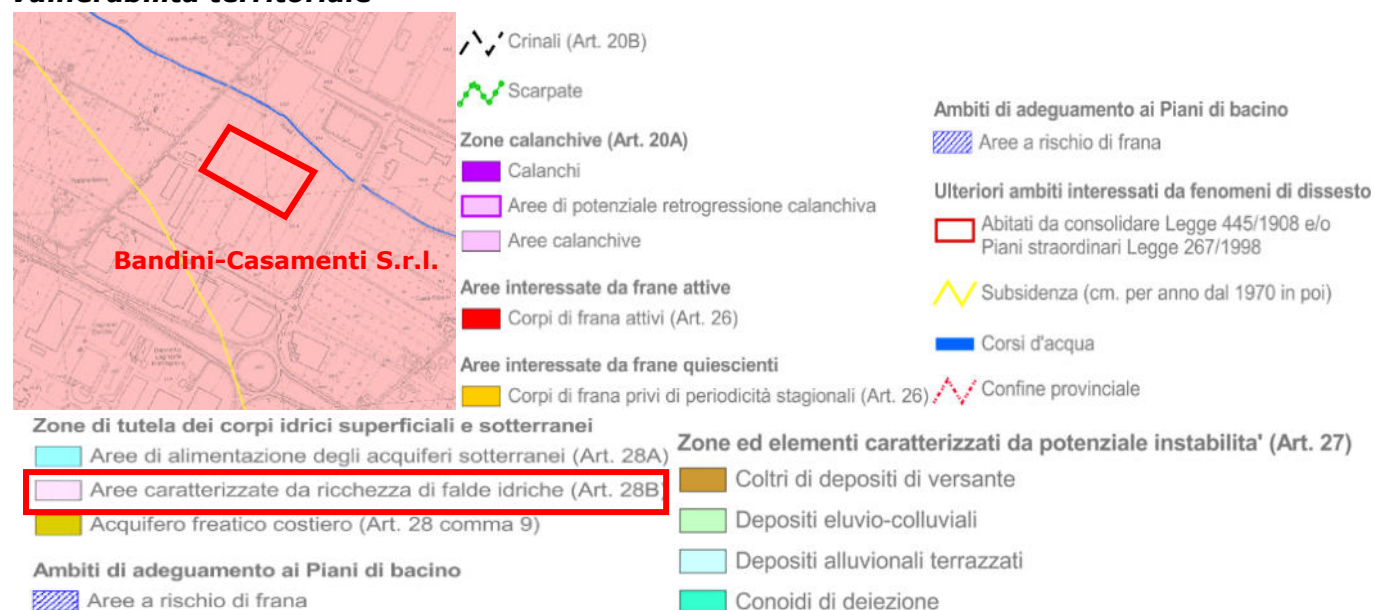 Vulnerabilità territoriale
Bandini-Casamenti S.r.l.
Crinali (Art. 20B)
Scarpate
Zone calanchive (Art. 20A)
Calanchi
Aree di potenziale retrogressione calanchiva
Aree calanchive
Aree interessate da frane attive
Corpi di frana attivi (Art. 26)
Aree interessate da frane quiescienti
Corpi di frana privi di periodicità stagionali (Art. 26)
Ambiti di adeguamento ai Piani di bacino
Aree a rischio di frana
Ulteriori ambiti interessati da fenomeni di dissesto
Abitati da consolidare Legge 445/1908 e/o
Piani straordinari Legge 267/1998
Subsidenza (cm. per anno dal 1970 in poi)
Corsi d'acqua
Confine provinciale
Zone di tutela dei corpi idrici superficiali e sotterranei
Aree di alimentazione degli acquiferi sotterranei (Art. 28A)
Aree caratterizzate da ricchezza di falde idriche (Art. 28B)
Acquifero freatico costiero (Art. 28 comma 9)
Ambiti di adeguamento ai Piani di bacino
Aree a rischio di frana
Zone ed elementi caratterizzati da potenziale instabilita' (Art. 27)
Coltri di depositi di versante
Depositi eluvio-colluviali
Depositi alluvionali terrazzati
Conoidi di deiezione